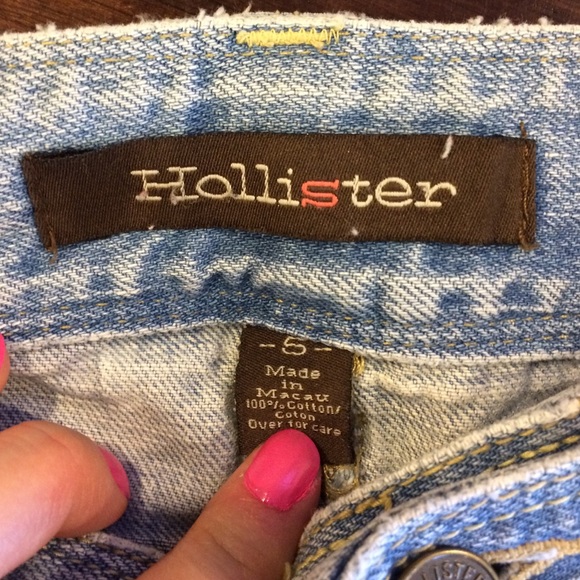 Hollister
-5-
Made
in
Macau
100% Cotton/
Coton
Over for care